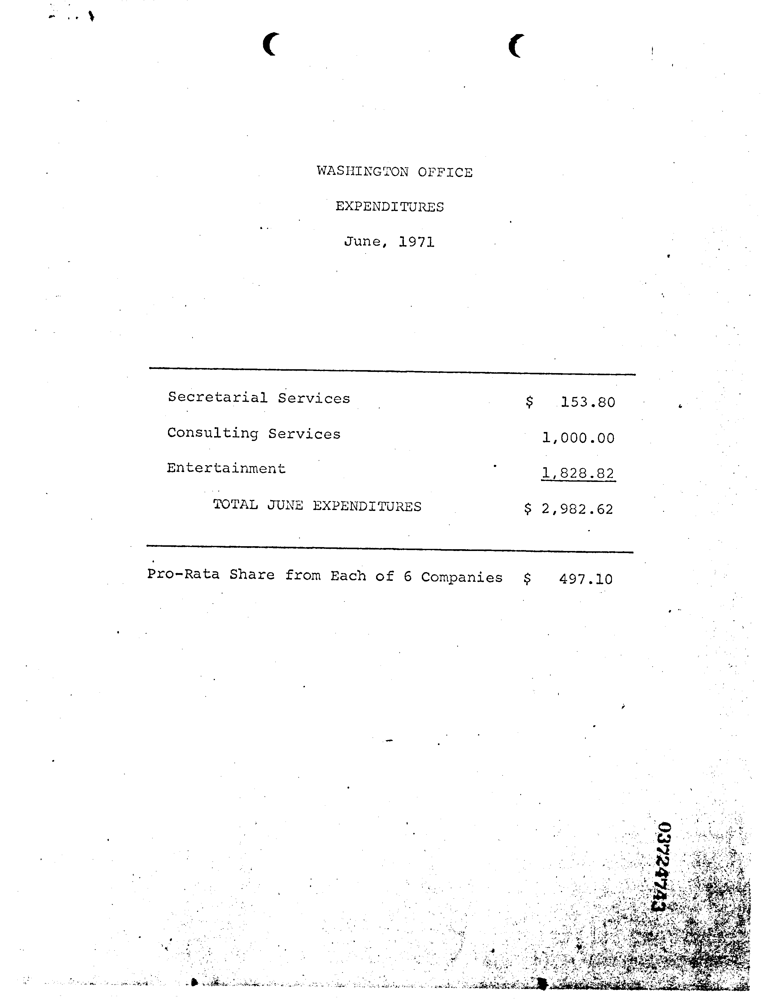 WASHINGTON OFFICE
EXPENDITURES
June, 1971
Secretarial Services $ 153.80
Consulting Services 1,000.00
Entertainment 1,828.82
TOTAL JUNE EXPENDITURES $ 2,982.62
Pro-Rata Share from Each of 6 Companies $ 497.10
03724743